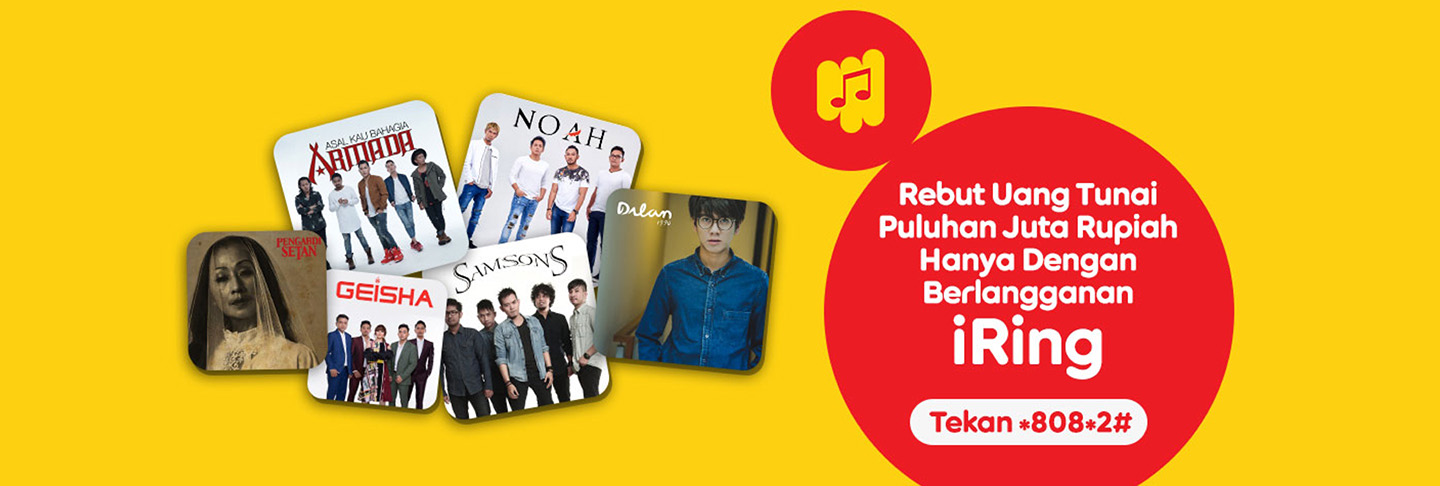 ASAL KAU BAHAGIA
ARMADA
NOAH
Dilan
1990
PENGABDI
SETAN
GEISHA
SAMSONS
Rebut Uang Tunai
Puluhan Juta Rupiah
Hanya Dengan
Berlangganan
iRing
Tekan *808*2#